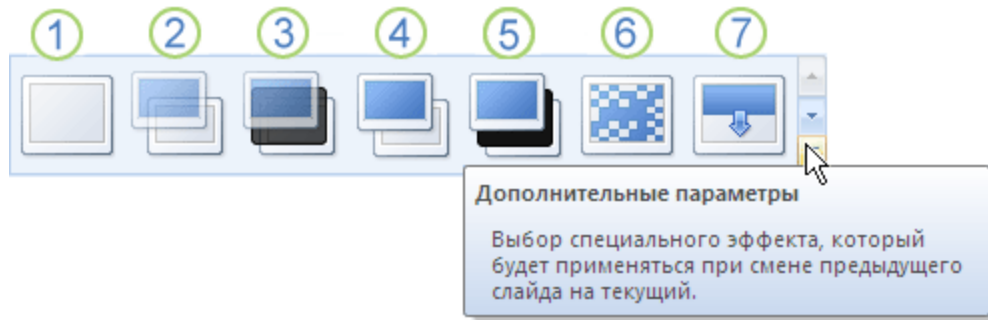 1 2 3 4 5 6 7
Дополнительные параметры
Выбор специального эффекта, который
будет применяться при смене предыдущего
слайда на текущий.